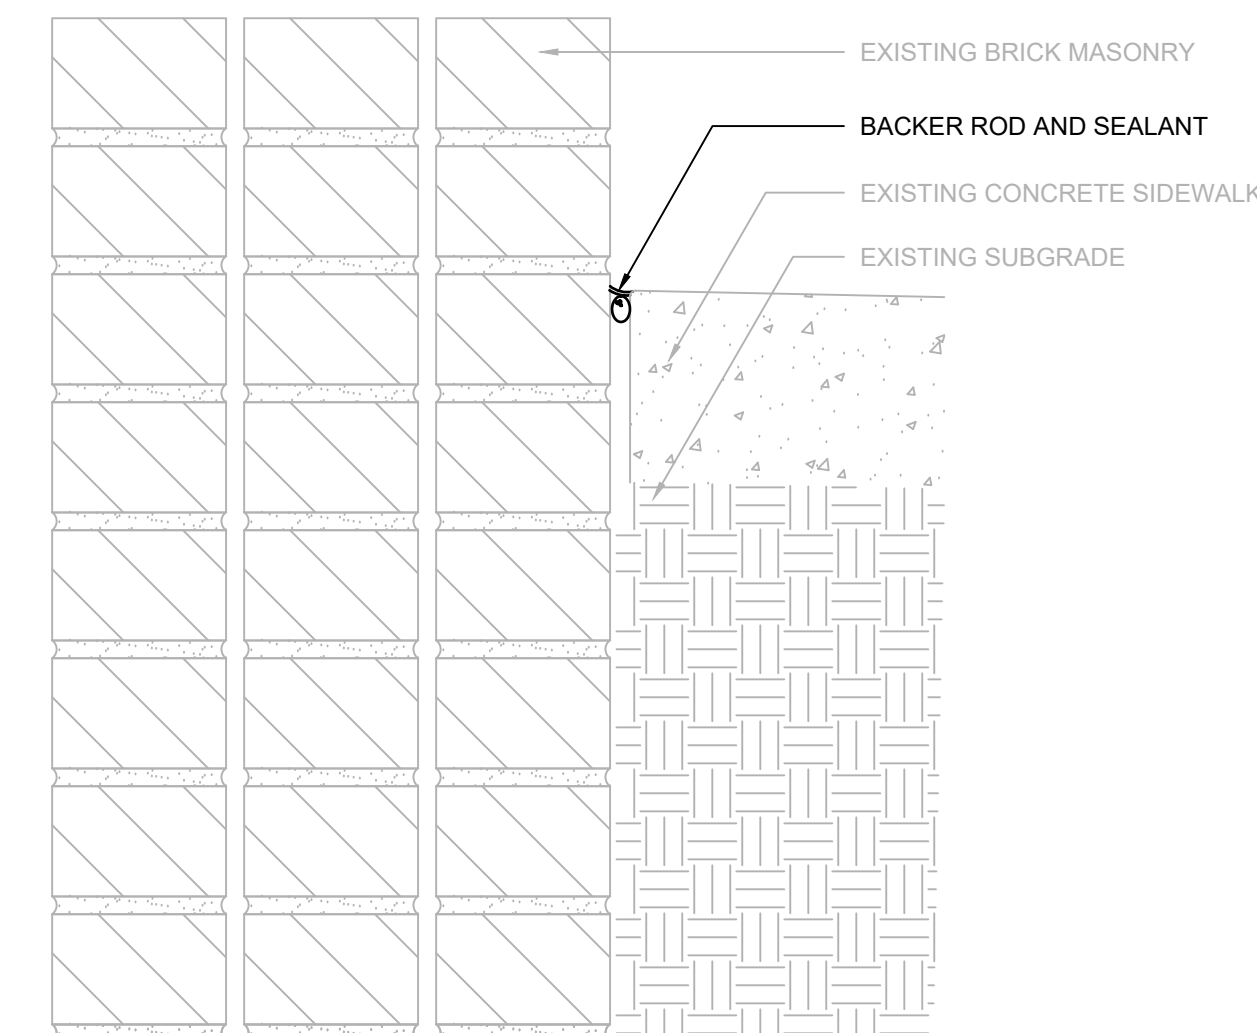 EXISTING BRICK MASONRY
BACKER ROD AND SEALANT
EXISTING CONCRETE SIDEWALK
EXISTING SUBGRADE